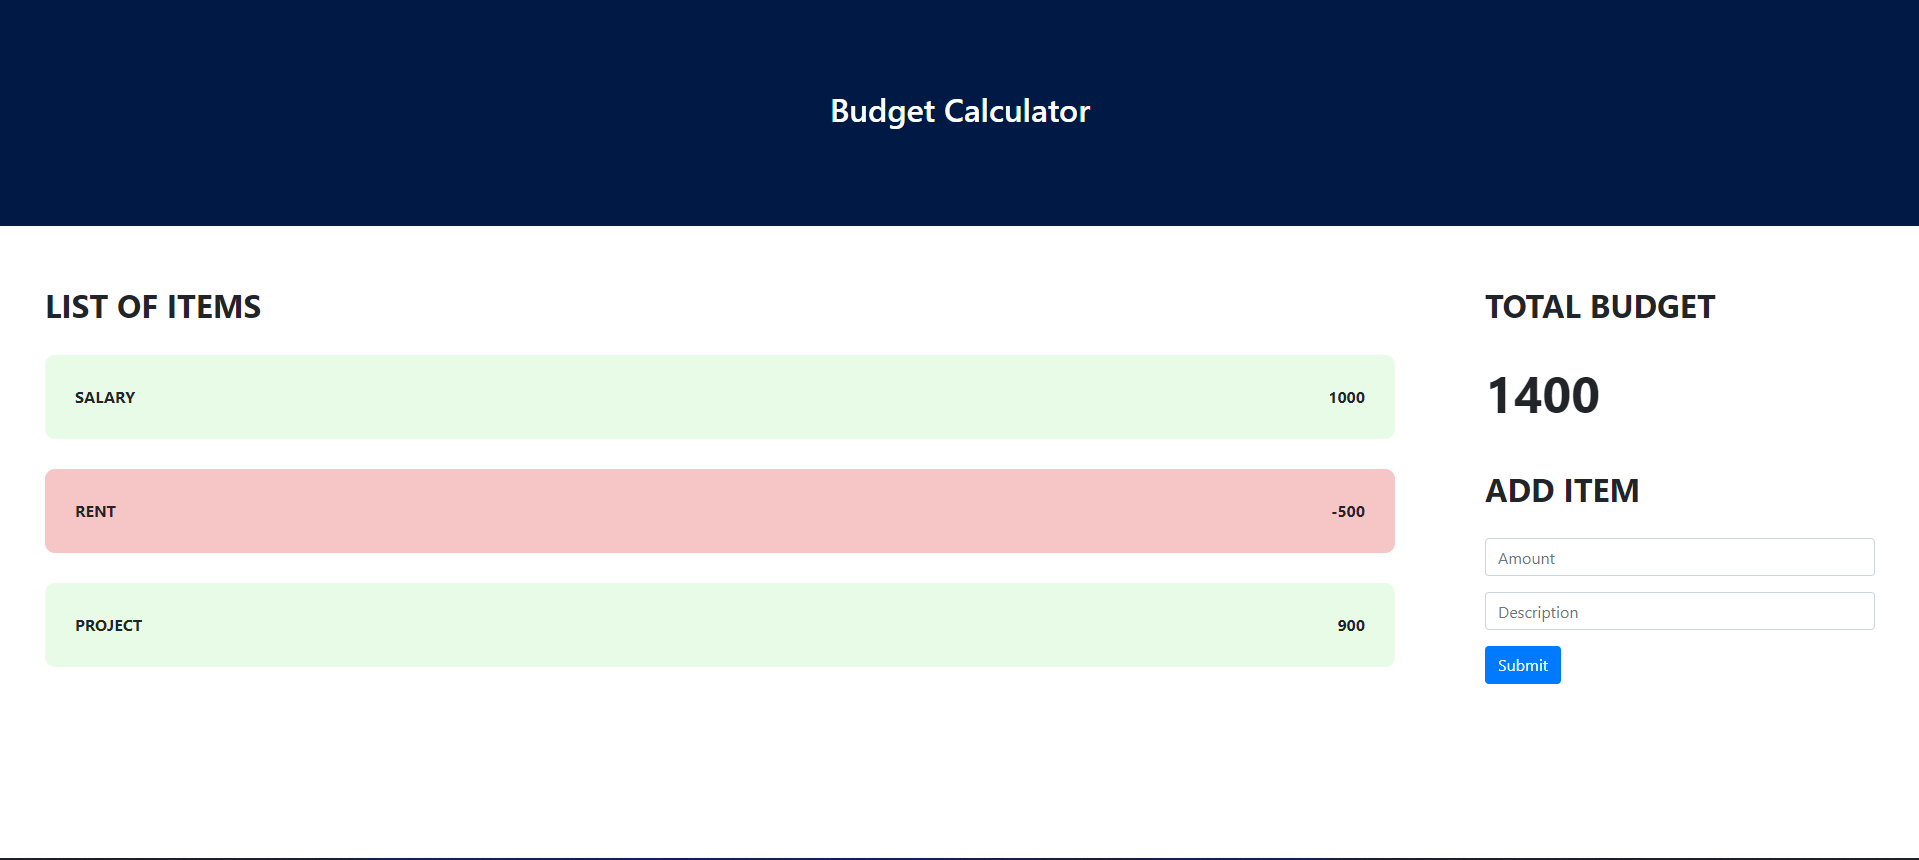 Budget Calculator
LIST OF ITEMS
SALARY 1000
RENT -500
PROJECT 900
TOTAL BUDGET
1400
ADD ITEM
Amount
Description
Submit